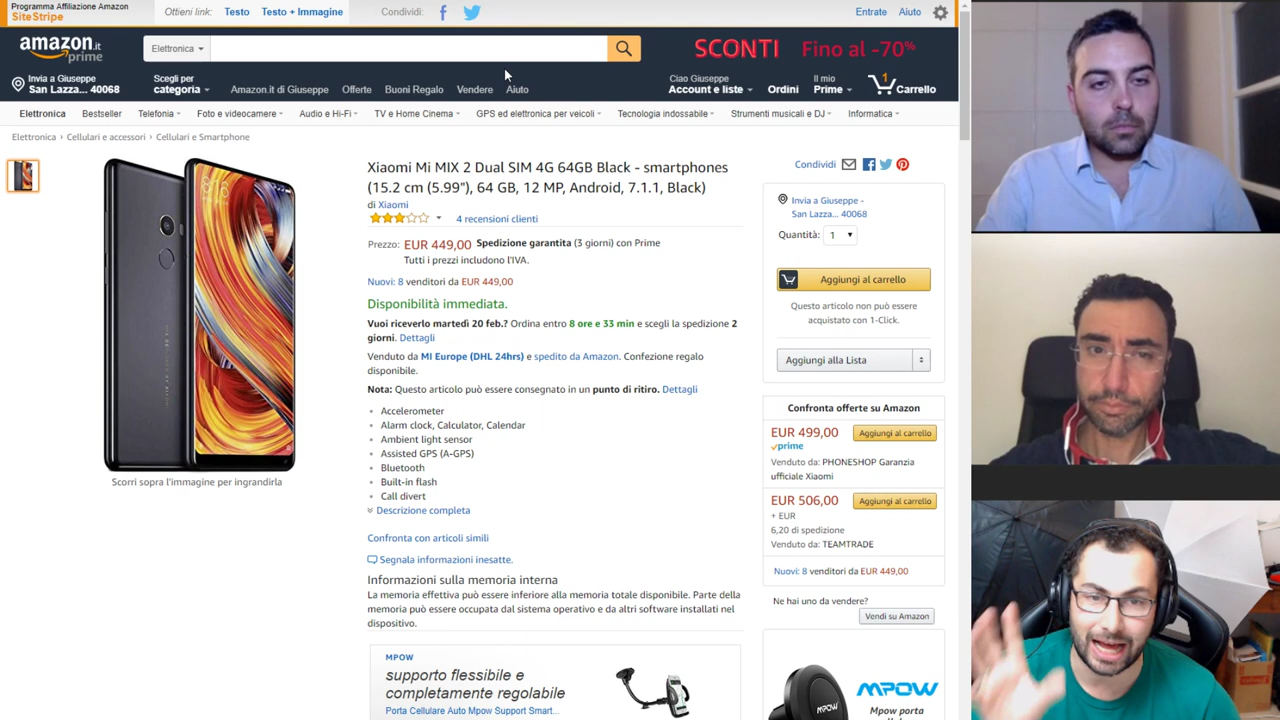 Programma Affiliazione Amazon
SiteStripe
Ottieni link: Testo Testo + Immagine Condividi:
Entrate Aiuto
amazon.it
prime
Elettronica
SCONTI Fino al -70%
Invia a Giuseppe
San Lazza... 40068
Scegli per
categoria
Amazon.it di Giuseppe Offerte Buoni Regalo Vendere Aiuto
Ciao Giuseppe
Account e liste
Ordini
Il mio
Prime
1
Carrello
Elettronica Bestseller Telefonia Foto e videocamere Audio e Hi-Fi TV e Home Cinema GPS ed elettronica per veicoli Tecnologia indossabile Strumenti musicali e DJ Informatica
Elettronica › Cellulari e accessori › Cellulari e Smartphone
Scorri sopra l'immagine per ingrandirla
Xiaomi Mi MIX 2 Dual SIM 4G 64GB Black - smartphones
(15.2 cm (5.99"), 64 GB, 12 MP, Android, 7.1.1, Black)
di Xiaomi
4 recensioni clienti
Prezzo: EUR 449,00 Spedizione garantita (3 giorni) con Prime
Tutti i prezzi includono l'IVA.
Nuovi: 8 venditori da EUR 449,00
Disponibilità immediata.
Vuoi riceverlo martedì 20 feb.? Ordina entro 8 ore e 33 min e scegli la spedizione 2
giorni. Dettagli
Venduto da MI Europe (DHL 24hrs) e spedito da Amazon. Confezione regalo
disponibile.
Nota: Questo articolo può essere consegnato in un punto di ritiro. Dettagli
• Accelerometer
• Alarm clock, Calculator, Calendar
• Ambient light sensor
• Assisted GPS (A-GPS)
• Bluetooth
• Built-in flash
• Call divert
Descrizione completa
Confronta con articoli simili
Segnala informazioni inesatte.
Informazioni sulla memoria interna
La memoria effettiva può essere inferiore alla memoria totale disponibile. Parte della
memoria può essere occupata dal sistema operativo e da altri software installati nel
dispositivo.
MPOW
supporto flessibile e
completamente regolabile
Porta Cellulare Auto Mpow Support Smart...
Condividi
Invia a Giuseppe -
San Lazza... 40068
Quantità: 1
Aggiungi al carrello
Questo articolo non può essere
acquistato con 1-Click.
Aggiungi alla Lista
Confronta offerte su Amazon
EUR 499,00 Aggiungi al carrello
prime
Venduto da: PHONESHOP Garanzia
ufficiale Xiaomi
EUR 506,00 Aggiungi al carrello
+ EUR
6,20 di spedizione
Venduto da: TEAMTRADE
Nuovi: 8 venditori da EUR 449,00
Ne hai uno da vendere?
Vendi su Amazon
MPOW
MPOW
Mpow porta